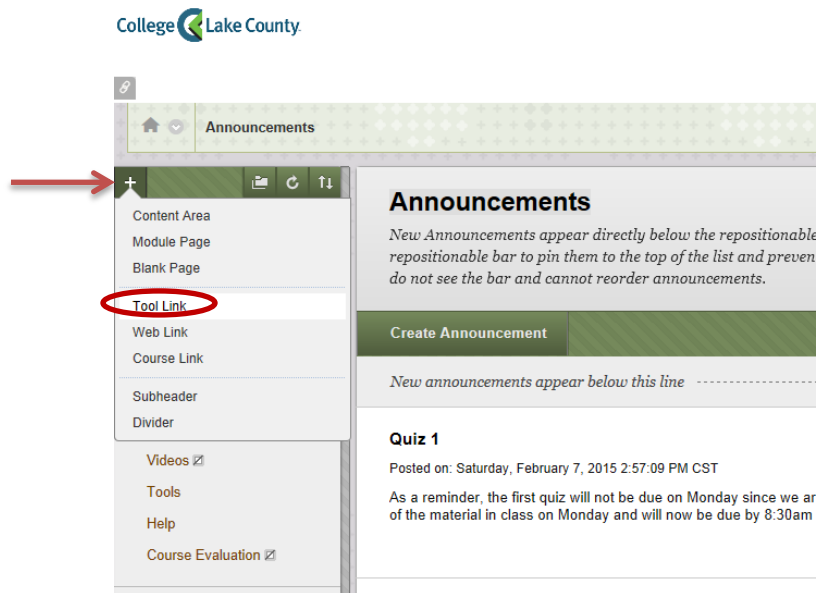 College Lake County
Announcements
Content Area
Module Page
Blank Page
Tool Link
Web Link
Course Link
Subheader
Divider
Videos
Tools
Help
Course Evaluation
Announcements
New Announcements appear directly below the repositionable
repositionable bar to pin them to the top of the list and preven
do not see the bar and cannot reorder announcements.
Create Announcement
New announcements appear below this line
Quiz 1
Posted on: Saturday, February 7, 2015 2:57:09 PM CST
As a reminder, the first quiz will not be due on Monday since we ar
of the material in class on Monday and will now be due by 8:30am